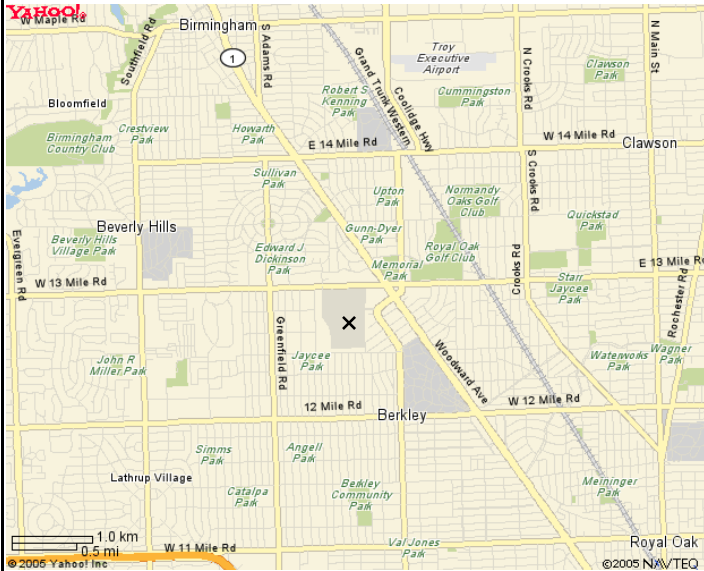 YAHOO!
W Maple Rd
Birmingham
S Adams Rd
Southfield Rd
1
Grand Trunk Western
Coolidge Hwy
Troy
Executive
Airport
N Crooks Rd
N Main St
Clawson
Park
Bloomfield
Robert S
Kenning
Park
Cummingston
Park
Crestview
Park
Howarth
Park
Birmingham
Country Club
E 14 Mile Rd
W 14 Mile Rd
Clawson
Sullivan
Park
S Crooks Rd
Upton
Park
Normandy
Oaks Golf
Club
Quickstad
Park
Beverly Hills
Gunn-Dyer
Park
Beverly Hills
Village Park
Edward J
Dickinson
Park
Royal Oak
Golf Club
Crooks Rd
Evergreen Rd
Memorial
Park
E 13 Mile Rd
W 13 Mile Rd
Starr
Jaycee
Park
Rochester Rd
Greenfield Rd
Woodward Ave
John R
Miller Park
Jaycee
Park
Waterworks
Park
Wagner
Park
12 Mile Rd
Berkley
W 12 Mile Rd
Simms
Park
Angell
Park
Lathrup Village
Catalpa
Park
Berkley
Community
Park
Meininger
Park
1.0 km
0.5 mi
W 11 Mile Rd
Val Jones
Park
Royal Oak
© 2005 Yahoo! Inc
©2005 NAVTEQ